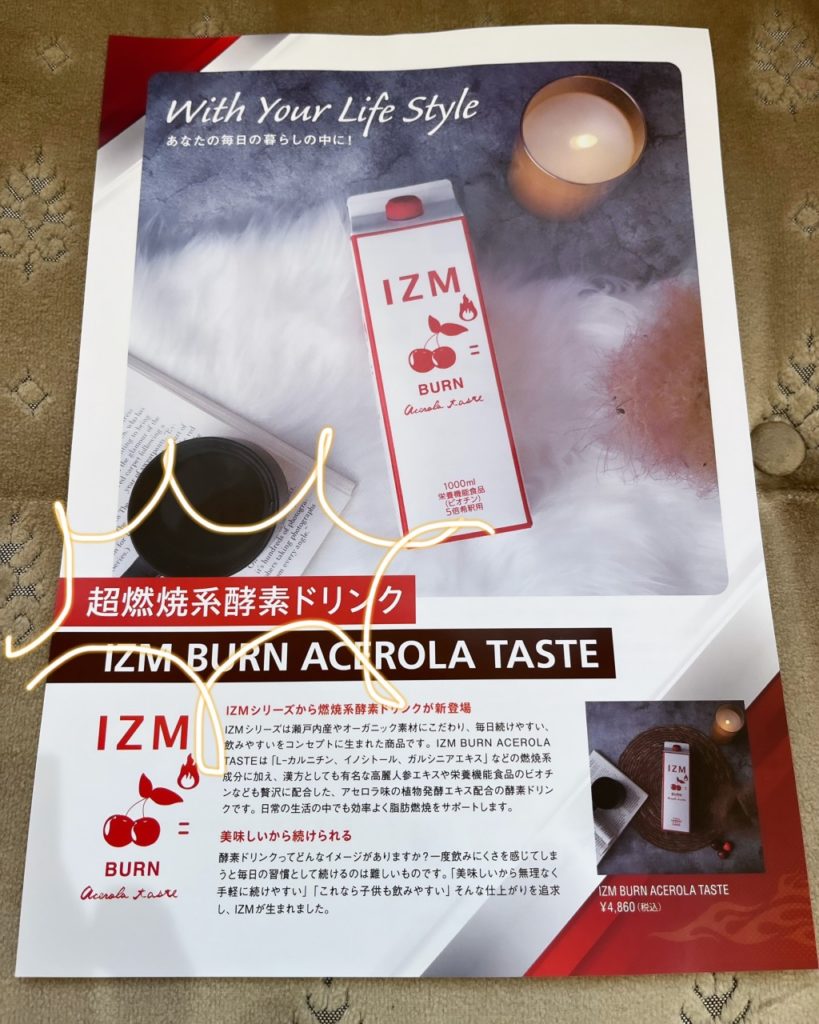 With Your Life Style
あなたの毎日の暮らしの中に!
IZM
=
BURN
Acerola taste
1000ml
栄養機能食品
(ビオチン)
5倍希釈用
超燃焼系酵素ドリンク
IZM BURN ACEROLA TASTE
IZM
=
BURN
Acerola taste
IZMシリーズから燃焼系酵素ドリンクが新登場
IZMシリーズは瀬戸内産やオーガニック素材にこだわり、毎日続けやすい、
飲みやすいをコンセプトに生まれた商品です。IZM BURN ACEROLA
TASTEは「L-カルニチン、イノシトール、ガルシニアエキス」などの燃焼系
成分に加え、漢方としても有名な高麗人参エキスや栄養機能食品のビオチ
ンなども贅沢に配合した、アセロラ味の植物発酵エキス配合の酵素ドリン
クです。日常の生活の中でも効率よく脂肪燃焼をサポートします。
美味しいから続けられる
酵素ドリンクってどんなイメージがありますか?一度飲みにくさを感じてしま
うと毎日の習慣として続けるのは難しいものです。「美味しいから無理なく
手軽に続けやすい」「これなら子供も飲みやすい」そんな仕上がりを追求
し、IZMが生まれました。
IZM
BURN
IZM BURN ACEROLA TASTE
¥4,860(税込)